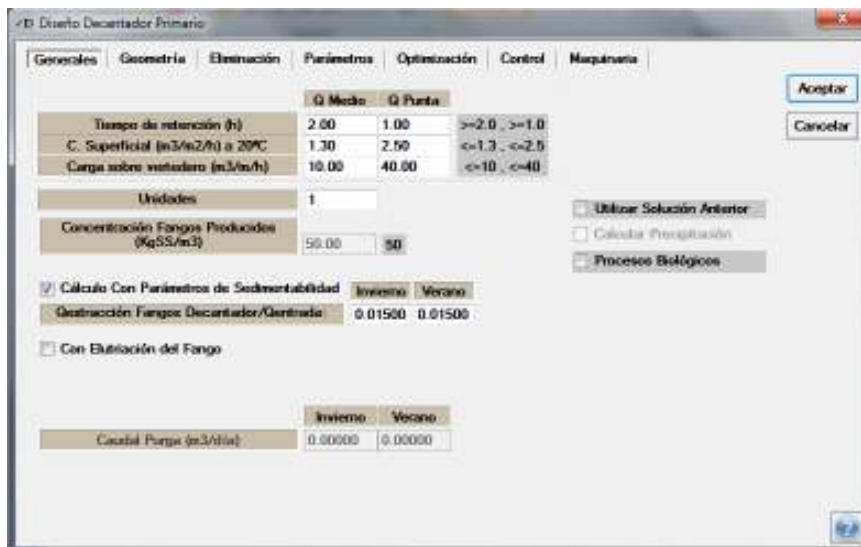 Diseño Decantador Primario
Generales Geometría Eliminación Parámetros Optimización Control Maquinaria
Aceptar
Cancelar
Q Medio Q Punta
Tiempo de retención (h) 2.00 1.00 >=2.0 , >=1.0
C. Superficial (m3/m2/h) a 20ºC 1.30 2.50 <=1.3 , <=2.5
Carga sobre vertedero (m3/m/h) 10.00 40.00 <=10 , <=40
Unidades 1
Utilizar Solución Anterior
Concentración Fangos Producidos
(KgSS/m3) 50.00 50
Calcular Precipitación
Procesos Biológicos
Cálculo Con Parámetros de Sedimentabilidad Invierno Verano
Qextracción Fangos Decantador/Qentrada 0.01500 0.01500
Con Elutriación del Fango
Invierno Verano
Caudal Purga (m3/día) 0.00000 0.00000